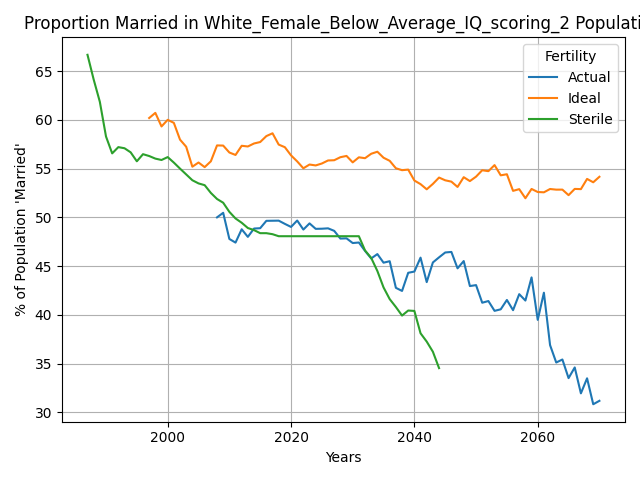 Proportion Married in White_Female_Below_Average_IQ_scoring_2 Populati
% of Population 'Married'
65
60
55
50
45
40
35
30
Fertility
Actual
Ideal
Sterile
2000 2020 2040 2060
Years